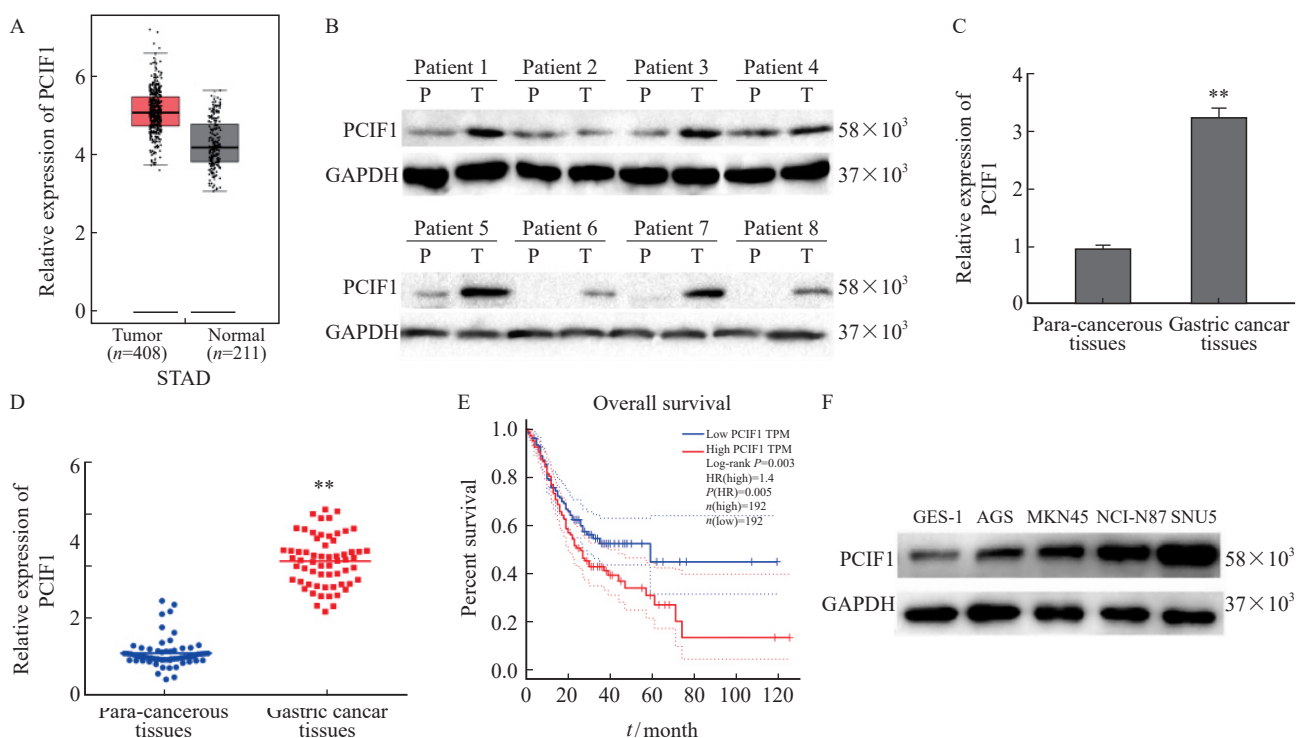 A
Relative expression of PCIF1
6
4
2
0
Tumor
(n=408)
Normal
(n=211)
STAD
B
Patient 1 Patient 2 Patient 3 Patient 4
P T P T P T P T
PCIF1 58×10³
GAPDH 37×10³
Patient 5 Patient 6 Patient 7 Patient 8
P T P T P T P T
PCIF1 58×10³
GAPDH 37×10³
C
Relative expression of
PCIF1
4
3
2
1
0
**
Para-cancerous
tissues
Gastric cancar
tissues
D
Relative expression of
PCIF1
6
4
2
0
**
Para-cancerous
tissues
Gastric cancar
tissues
E
Overall survival
Percent survival
1.0
0.8
0.6
0.4
0.2
0.0
Low PCIF1 TPM
High PCIF1 TPM
Log-rank P=0.003
HR(high)=1.4
P(HR)=0.005
n(high)=192
n(low)=192
0 20 40 60 80 100 120
t/month
F
GES-1 AGS MKN45 NCI-N87 SNU5
PCIF1 58×10³
GAPDH 37×10³